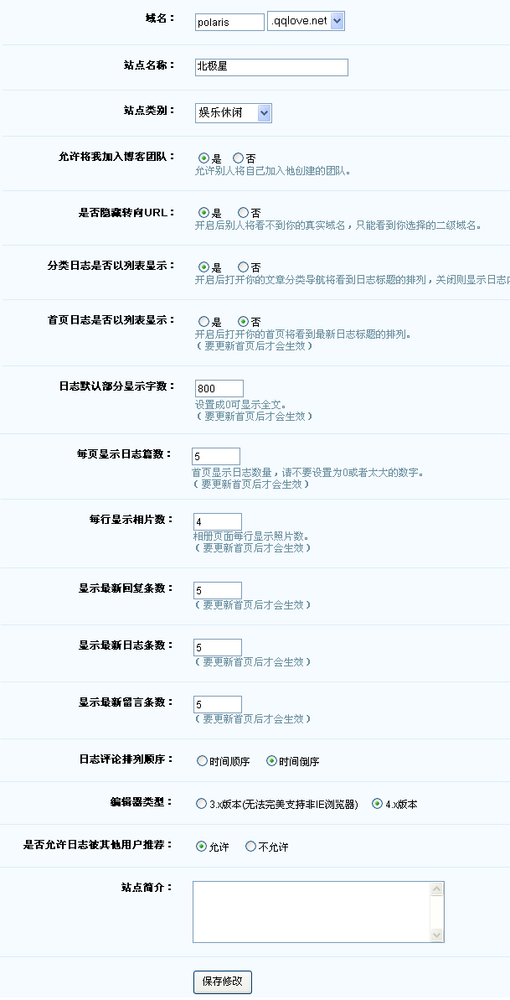 域名： polaris .qqlove.net
站点名称： 北极星
站点类别： 娱乐休闲
允许将我加入博客团队： 是 否
允许别人将自己加入他创建的团队。
是否隐藏转向URL： 是 否
开启后别人将看不到你的真实域名，只能看到你选择的二级域名。
分类日志是否以列表显示： 是 否
开启后打开你的文章分类导航将看到日志标题的排列，关闭则显示日志内
首页日志是否以列表显示： 是 否
开启后打开你的首页将看到最新日志标题的排列。
（要更新首页后才会生效）
日志默认部分显示字数： 800
设置成0可显示全文。
（要更新首页后才会生效）
每页显示日志篇数： 5
首页显示日志数量，请不要设置为0或者太大的数字。
（要更新首页后才会生效）
每行显示相片数： 4
相册页面每行显示照片数。
（要更新首页后才会生效）
显示最新回复条数： 5
（要更新首页后才会生效）
显示最新日志条数： 5
（要更新首页后才会生效）
显示最新留言条数： 5
（要更新首页后才会生效）
日志评论排列顺序： 时间顺序 时间倒序
编辑器类型： 3.x版本(无法完美支持非IE浏览器) 4.x版本
是否允许日志被其他用户推荐： 允许 不允许
站点简介：
保存修改